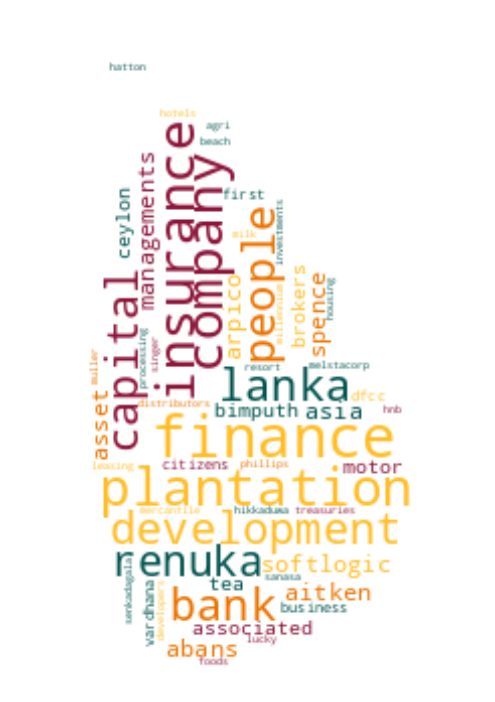 hatton
hotels
agri
beach
insurance
company
managements
ceylon
first
people
investments
milk
capital
arpico
millennium
brokers
spence
housing
processing
singer
muller
asset
resort
melstacorp
lanka
dfcc
distributors
bimputh
asia
hnb
finance
leasing
citizens
phillips
motor
plantation
mercantile
hikkaduwa
treasuries
development
renuka
softlogic
senkadagala
vardhana
developers
tea
sanasa
bank
aitken
business
associated
lucky
abans
foods